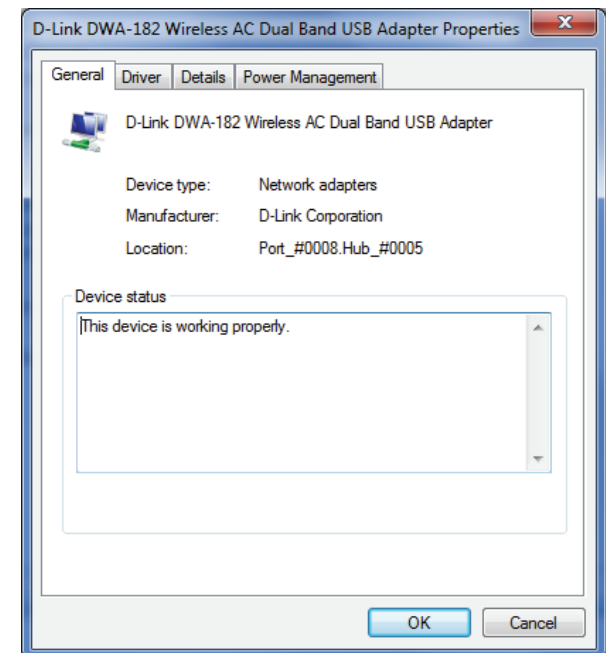 D-Link DWA-182 Wireless AC Dual Band USB Adapter Properties
General Driver Details Power Management
D-Link DWA-182 Wireless AC Dual Band USB Adapter
Device type: Network adapters
Manufacturer: D-Link Corporation
Location: Port_#0008.Hub_#0005
Device status
This device is working properly.
OK Cancel